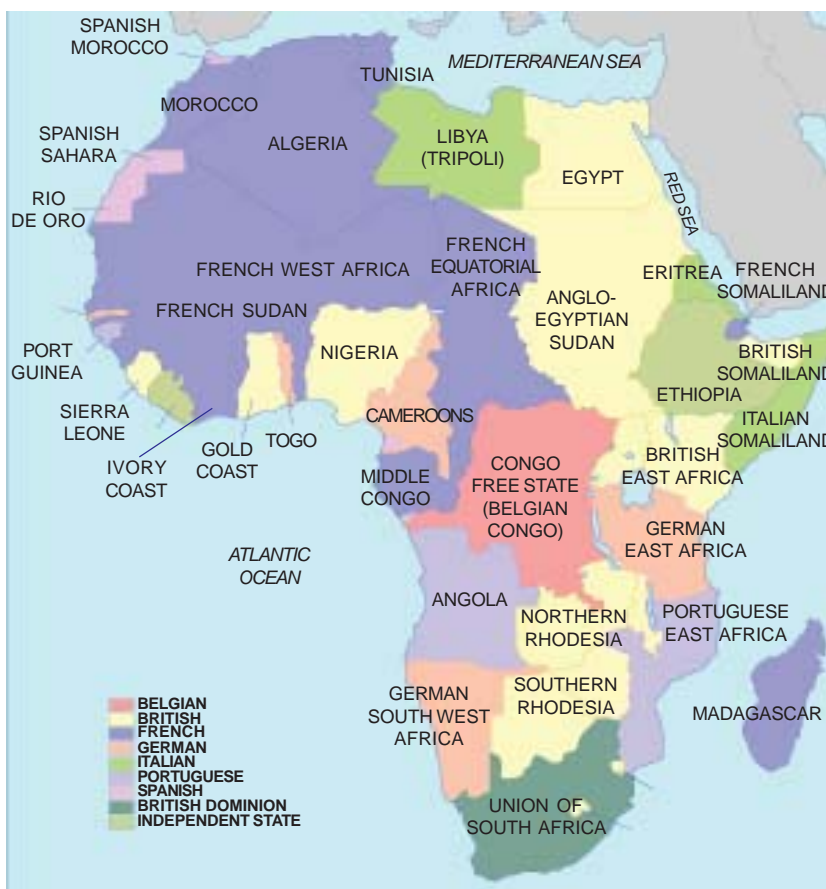 SPANISH
MOROCCO
MEDITERRANEAN SEA
TUNISIA
MOROCCO
SPANISH
SAHARA
ALGERIA
LIBYA
(TRIPOLI)
EGYPT
RED SEA
RIO
DE ORO
FRENCH WEST AFRICA
FRENCH
EQUATORIAL
AFRICA
ERITREA
FRENCH
SOMALILAND
FRENCH SUDAN
ANGLO-
EGYPTIAN
SUDAN
PORT
GUINEA
NIGERIA
BRITISH
SOMALILAND
ETHIOPIA
SIERRA
LEONE
IVORY
COAST
GOLD
COAST
TOGO
CAMEROONS
ITALIAN
SOMALILAND
MIDDLE
CONGO
CONGO
FREE STATE
(BELGIAN
CONGO)
BRITISH
EAST AFRICA
GERMAN
EAST AFRICA
ATLANTIC
OCEAN
ANGOLA
NORTHERN
RHODESIA
PORTUGUESE
EAST AFRICA
GERMAN
SOUTH WEST
AFRICA
SOUTHERN
RHODESIA
MADAGASCAR
UNION OF
SOUTH AFRICA
BELGIAN
BRITISH
FRENCH
GERMAN
ITALIAN
PORTUGUESE
SPANISH
BRITISH DOMINION
INDEPENDENT STATE